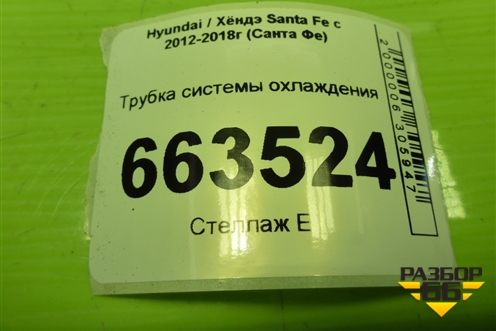 Hyundai / Хёндэ Santa Fe с
2012-2018г (Санта Фе)
Трубка системы охлаждения
663524
Стеллаж Е
2000006305947
РАЗБОР
66